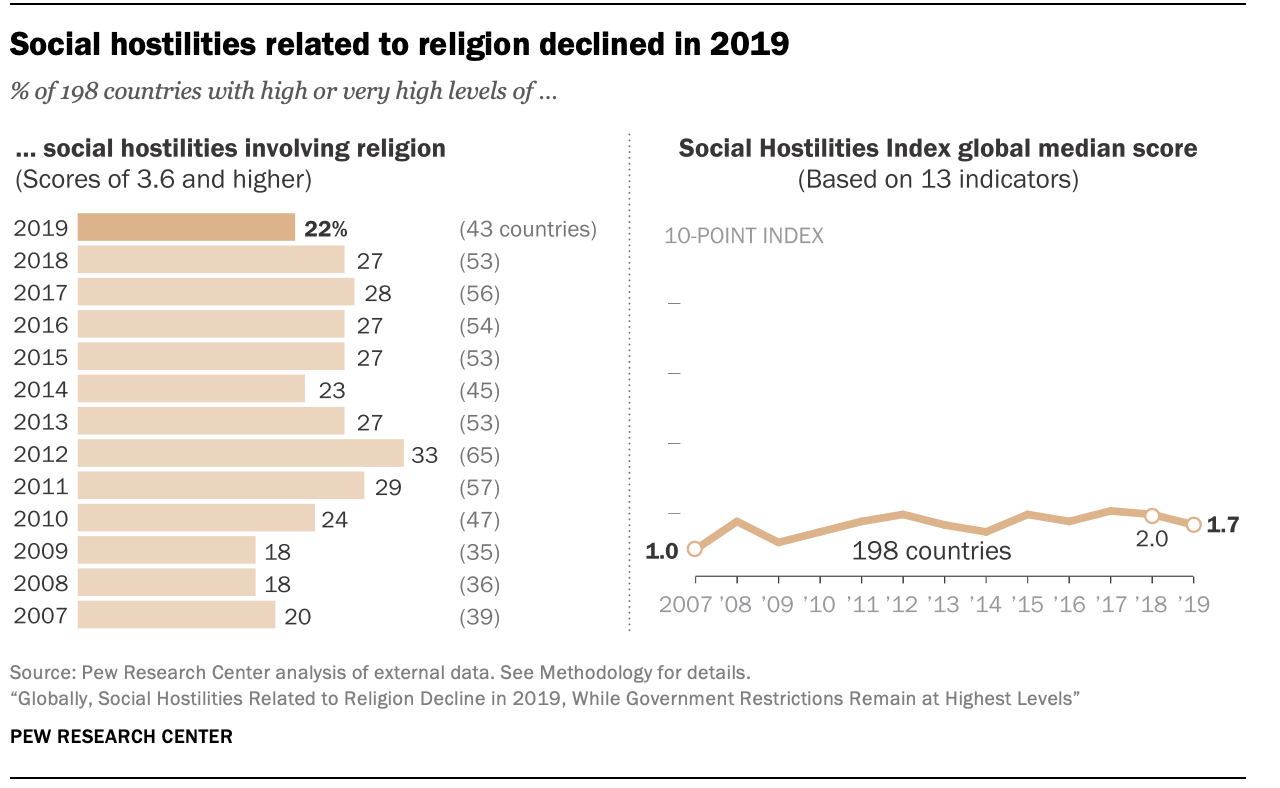 Social hostilities related to religion declined in 2019
% of 198 countries with high or very high levels of ...
... social hostilities involving religion
(Scores of 3.6 and higher)
2019 22% (43 countries)
2018 27 (53)
2017 28 (56)
2016 27 (54)
2015 27 (53)
2014 23 (45)
2013 27 (53)
2012 33 (65)
2011 29 (57)
2010 24 (47)
2009 18 (35)
2008 18 (36)
2007 20 (39)
Social Hostilities Index global median score
(Based on 13 indicators)
10-POINT INDEX
1.0
198 countries
2.0
1.7
2007 ’08 ’09 ’10 ’11 ’12 ’13 ’14 ’15 ’16 ’17 ’18 ’19
Source: Pew Research Center analysis of external data. See Methodology for details.
“Globally, Social Hostilities Related to Religion Decline in 2019, While Government Restrictions Remain at Highest Levels”
PEW RESEARCH CENTER